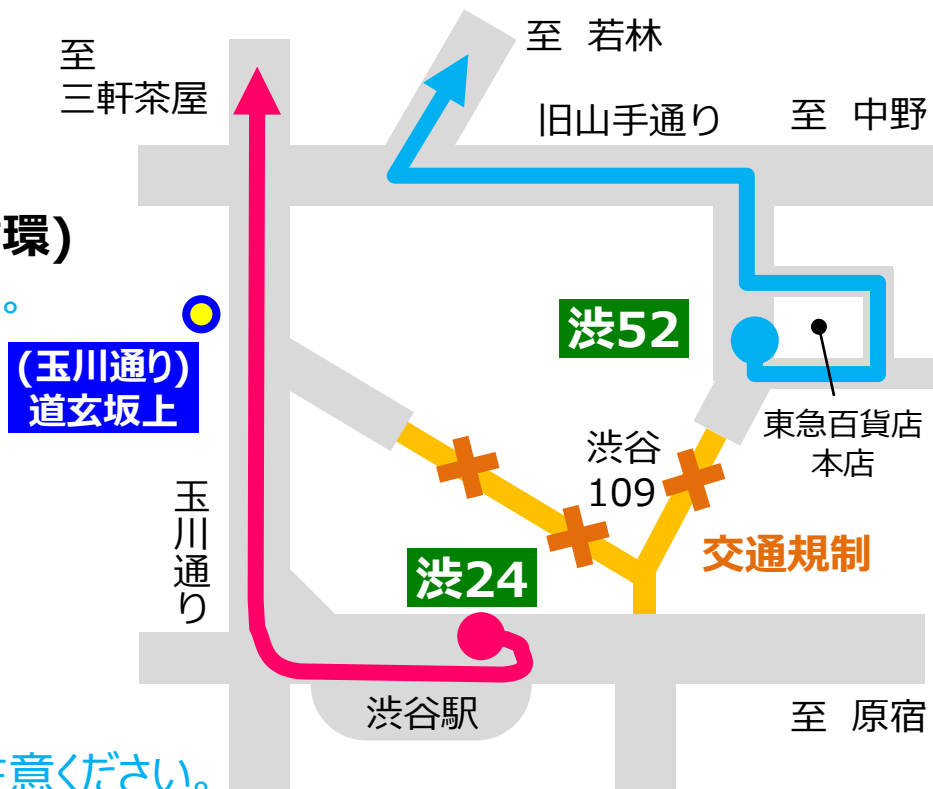 至
三軒茶屋
至 若林
旧山手通り
至 中野
環)
。
(玉川通り)
道玄坂上
渋52
東急百貨店
本店
渋谷
109
交通規制
玉川通り
渋24
渋谷駅
至 原宿
意ください。